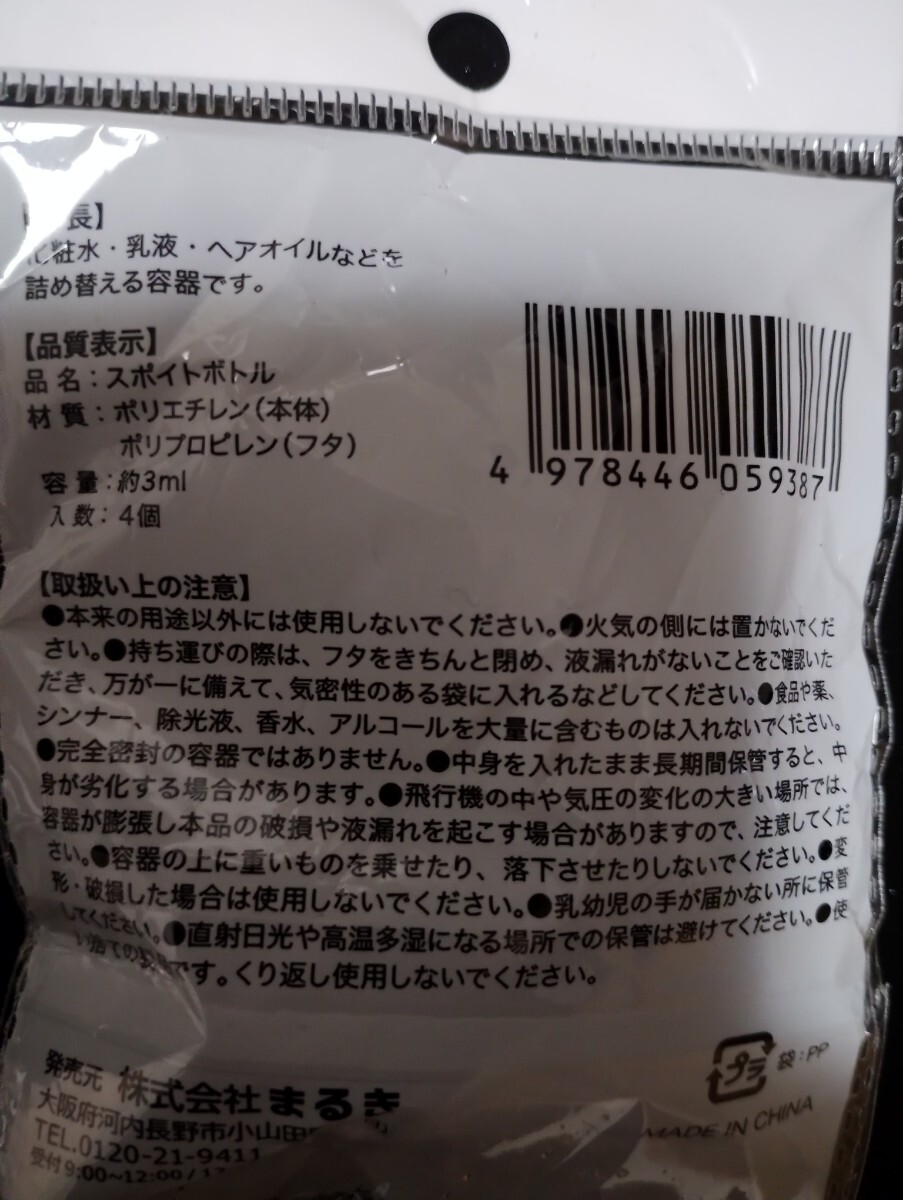 長】
化粧水・乳液・ヘアオイルなどを
詰め替える容器です。
【品質表示】
品 名：スポイトボトル
材 質：ポリエチレン（本体）
ポリプロピレン（フタ）
容 量：約3ml
入 数：4個
4 978446 059387
【取扱い上の注意】
●本来の用途以外には使用しないでください。●火気の側には置かないでくだ
さい。●持ち運びの際は、フタをきちんと閉め、液漏れがないことをご確認いた
だき、万が一に備えて、気密性のある袋に入れるなどしてください。●食品や薬、
シンナー、除光液、香水、アルコールを大量に含むものは入れないでください。
●完全密封の容器ではありません。●中身を入れたまま長期間保管すると、中
身が劣化する場合があります。●飛行機の中や気圧の変化の大きい場所では、
容器が膨張し本品の破損や液漏れを起こす場合がありますので、注意してくだ
さい。●容器の上に重いものを乗せたり、落下させたりしないでください。●変
形・破損した場合は使用しないでください。●乳幼児の手が届かない所に保管
してください。●直射日光や高温多湿になる場所での保管は避けてください。●使
い捨ての製品です。くり返し使用しないでください。
プラ 袋：PP
MADE IN CHINA
発売元 株式会社まるき
大阪府河内長野市小山田
TEL.0120-21-9411
受付9:00~12:00/